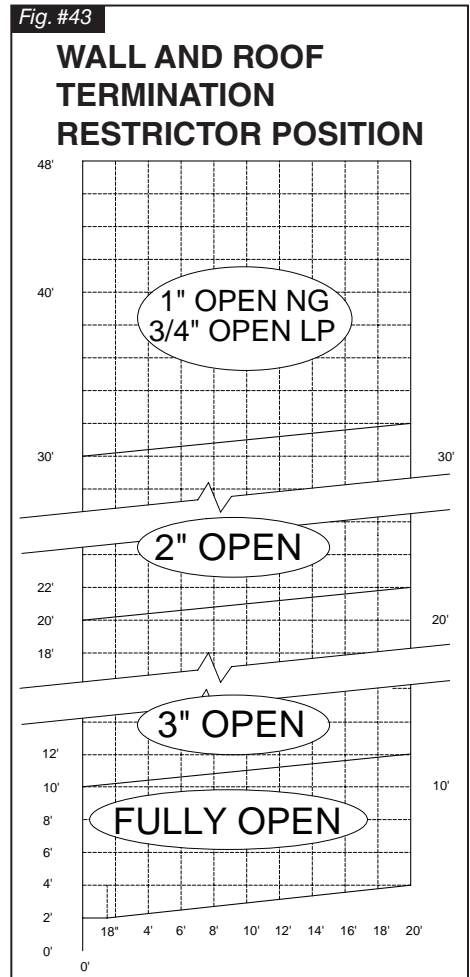 Fig. #43
WALL AND ROOF
TERMINATION
RESTRICTOR POSITION
48'
40'
1" OPEN NG
3/4" OPEN LP
30' 30'
2" OPEN
22'
20' 20'
18'
3" OPEN
12'
10' 10'
8'
FULLY OPEN
6'
4'
2'
18" 4' 6' 8' 10' 12' 14' 16' 18' 20'
0'
0'